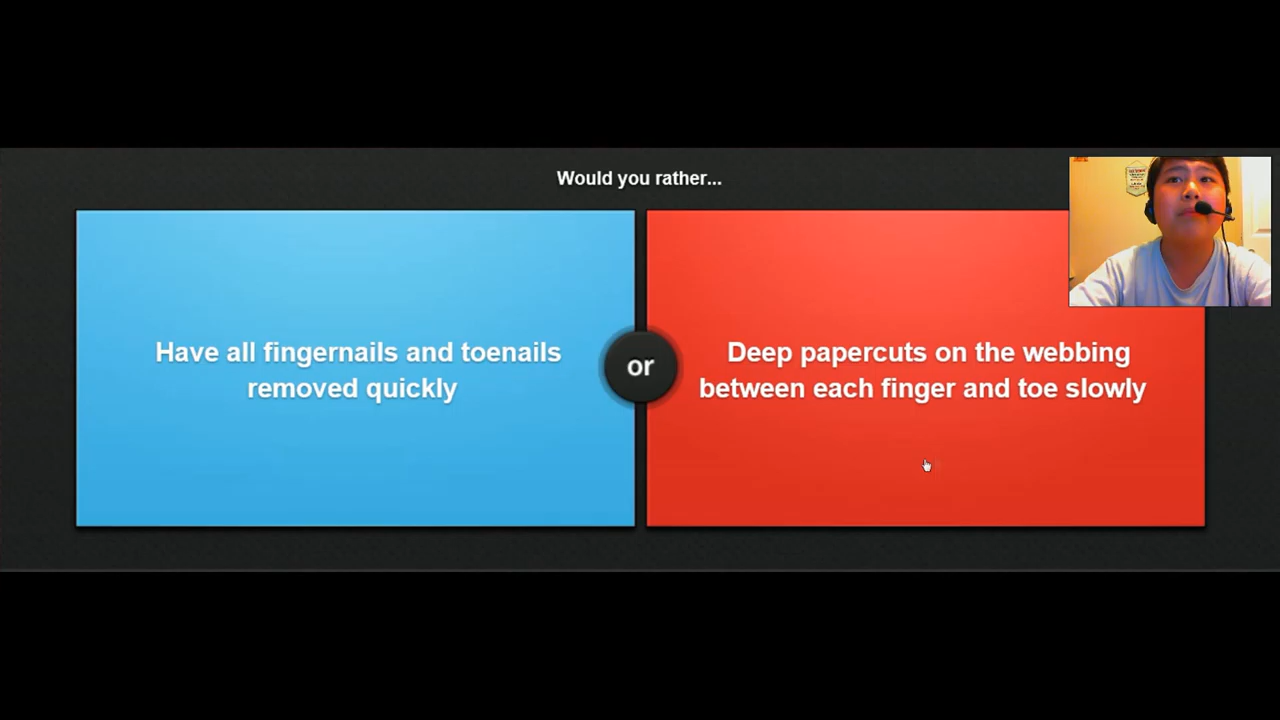 Would you rather...
Have all fingernails and toenails
removed quickly
or
Deep papercuts on the webbing
between each finger and toe slowly